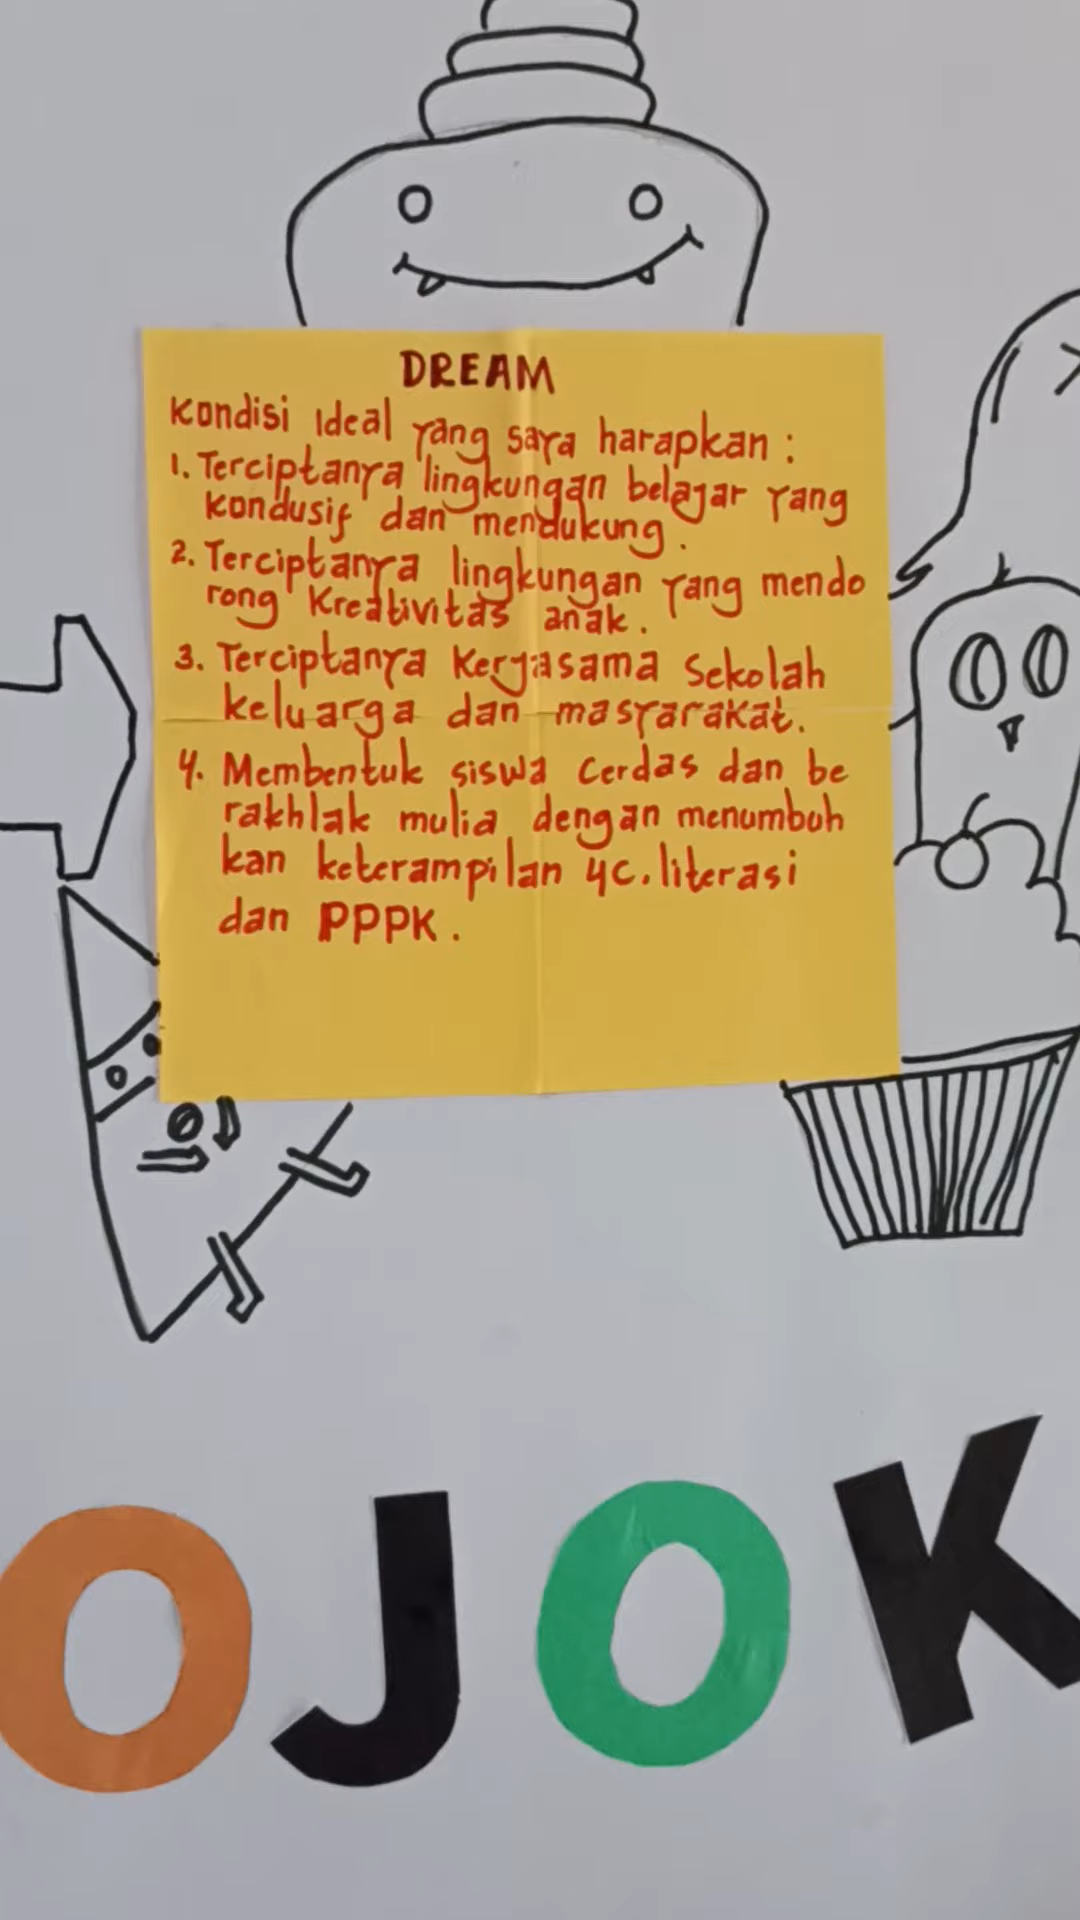 DREAM
Kondisi Ideal yang saya harapkan :
1. Terciptanya lingkungan belajar yang
kondusif dan mendukung.
2. Terciptanya lingkungan yang mendo
rong Kreativitas anak.
3. Terciptanya Kerjasama Sekolah
keluarga dan masyarakat.
4. Membentuk siswa Cerdas dan be
rakhlak mulia dengan menumbuh
kan keterampilan 4C. literasi
dan PPPK.
OJOK